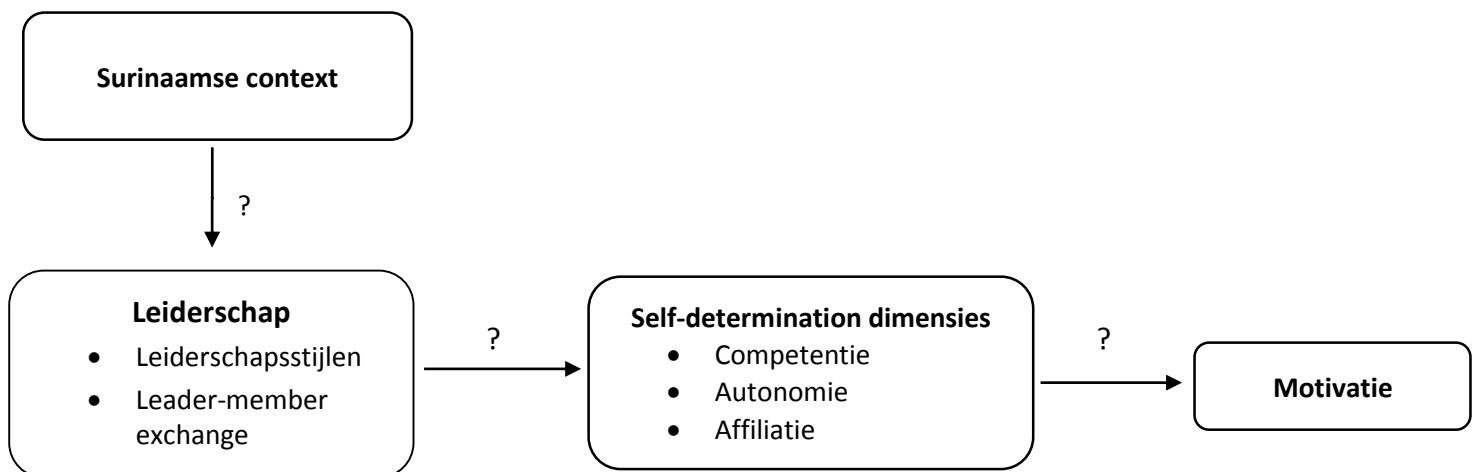 Surinaamse context
?
Leiderschap
• Leiderschapsstijlen
• Leader-member
exchange
?
Self-determination dimensies
• Competentie
• Autonomie
• Affiliatie
?
Motivatie